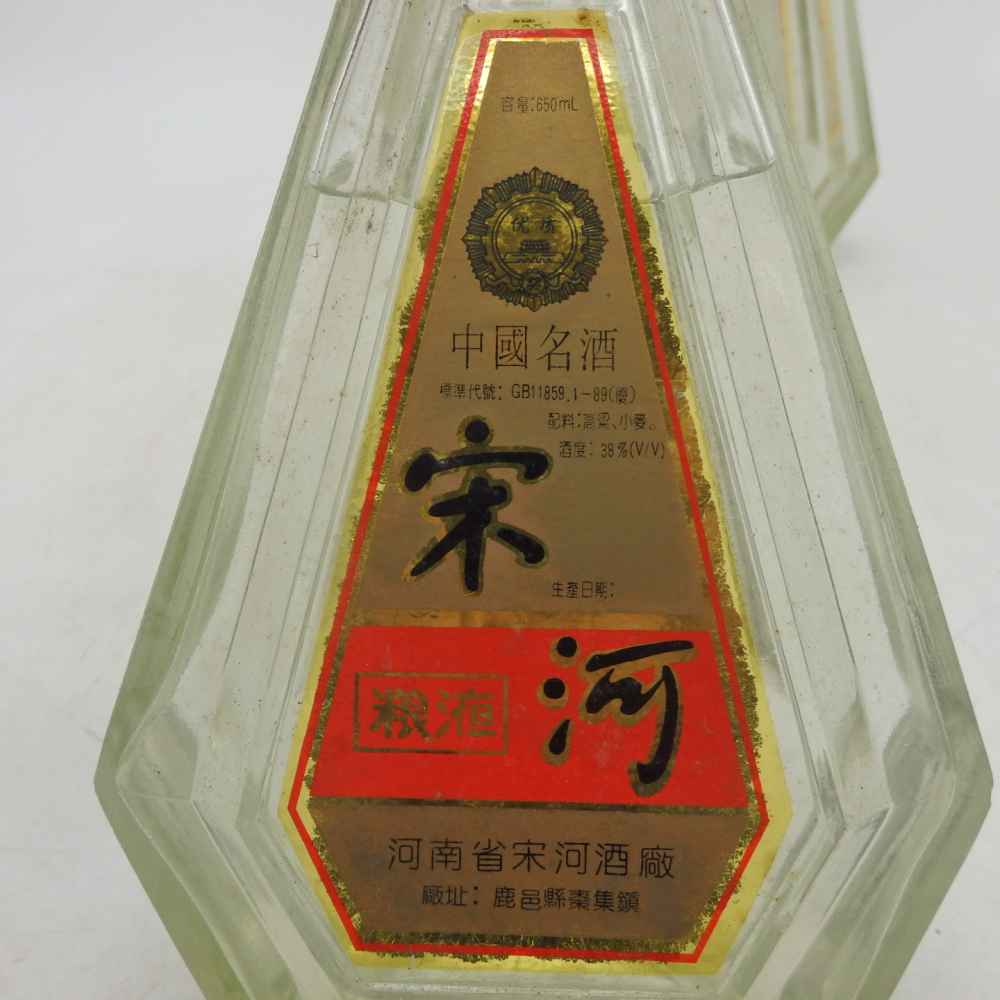 容量:650mL
优质
中國名酒
標準代號: GB11859.1-89(優)
配料:高粱、小麥。
酒度: 38%(V/V)
宋
生產日期:
河
粮液
河南省宋河酒廠
廠址: 鹿邑縣棗集鎮